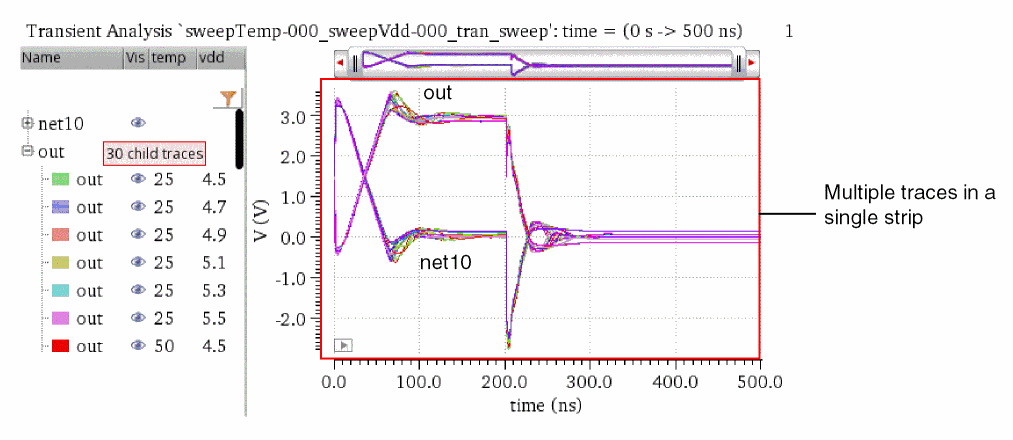 Transient Analysis `sweepTemp-000_sweepVdd-000_tran_sweep': time = (0 s -> 500 ns) 1
Name Vis temp vdd
net10
out 30 child traces
out 25 4.5
out 25 4.7
out 25 4.9
out 25 5.1
out 25 5.3
out 25 5.5
out 50 4.5
out
net10
V (V)
3.0
2.0
1.0
0.0
-1.0
-2.0
0.0 100.0 200.0 300.0 400.0 500.0
time (ns)
Multiple traces in a
single strip